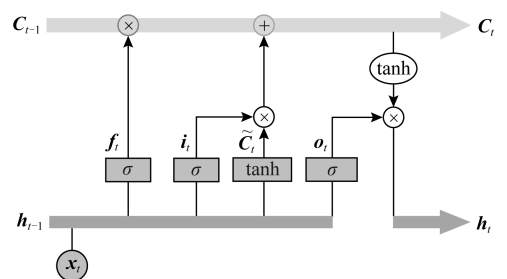 C_{t−1} × + C_t
tanh
f_t i_t × C̃_t o_t ×
σ σ tanh σ
h_{t−1} h_t
x_t